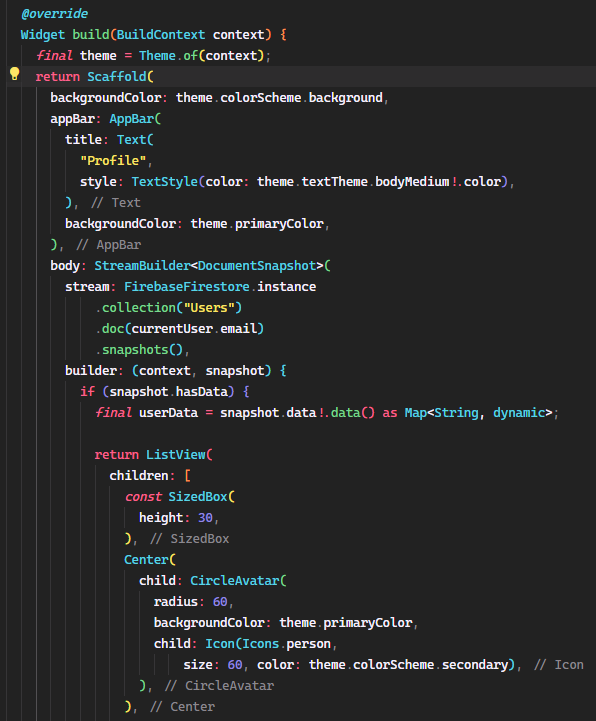 @override
Widget build(BuildContext context) {
final theme = Theme.of(context);
return Scaffold(
backgroundColor: theme.colorScheme.background,
appBar: AppBar(
title: Text(
"Profile",
style: TextStyle(color: theme.textTheme.bodyMedium!.color),
), // Text
backgroundColor: theme.primaryColor,
), // AppBar
body: StreamBuilder<DocumentSnapshot>(
stream: FirebaseFirestore.instance
.collection("Users")
.doc(currentUser.email)
.snapshots(),
builder: (context, snapshot) {
if (snapshot.hasData) {
final userData = snapshot.data!.data() as Map<String, dynamic>;
return ListView(
children: [
const SizedBox(
height: 30,
), // SizedBox
Center(
child: CircleAvatar(
radius: 60,
backgroundColor: theme.primaryColor,
child: Icon(Icons.person,
size: 60, color: theme.colorScheme.secondary), // Icon
), // CircleAvatar
), // Center